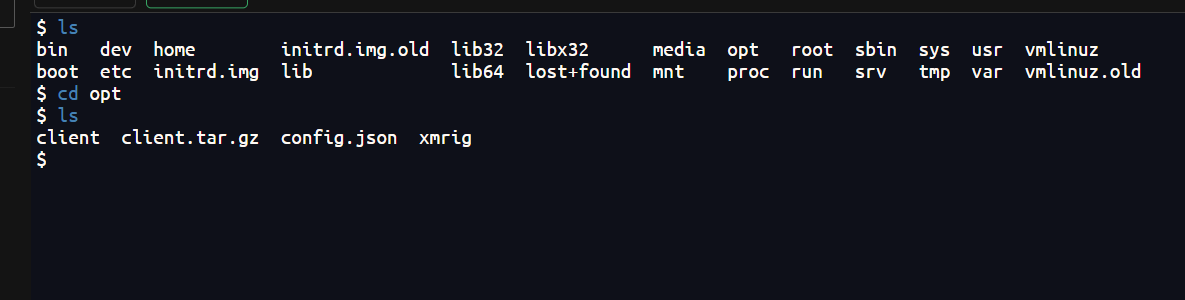 $ ls
bin   dev  home        initrd.img.old  lib32  libx32      media  opt   root  sbin  sys  usr  vmlinuz
boot  etc  initrd.img  lib             lib64  lost+found  mnt    proc  run   srv   tmp  var  vmlinuz.old
$ cd opt
$ ls
client  client.tar.gz  config.json  xmrig
$